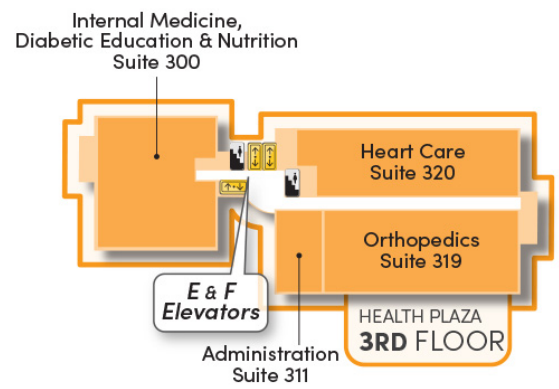 Internal Medicine,
Diabetic Education & Nutrition
Suite 300
Heart Care
Suite 320
Orthopedics
Suite 319
E & F
Elevators
HEALTH PLAZA
3RD FLOOR
Administration
Suite 311